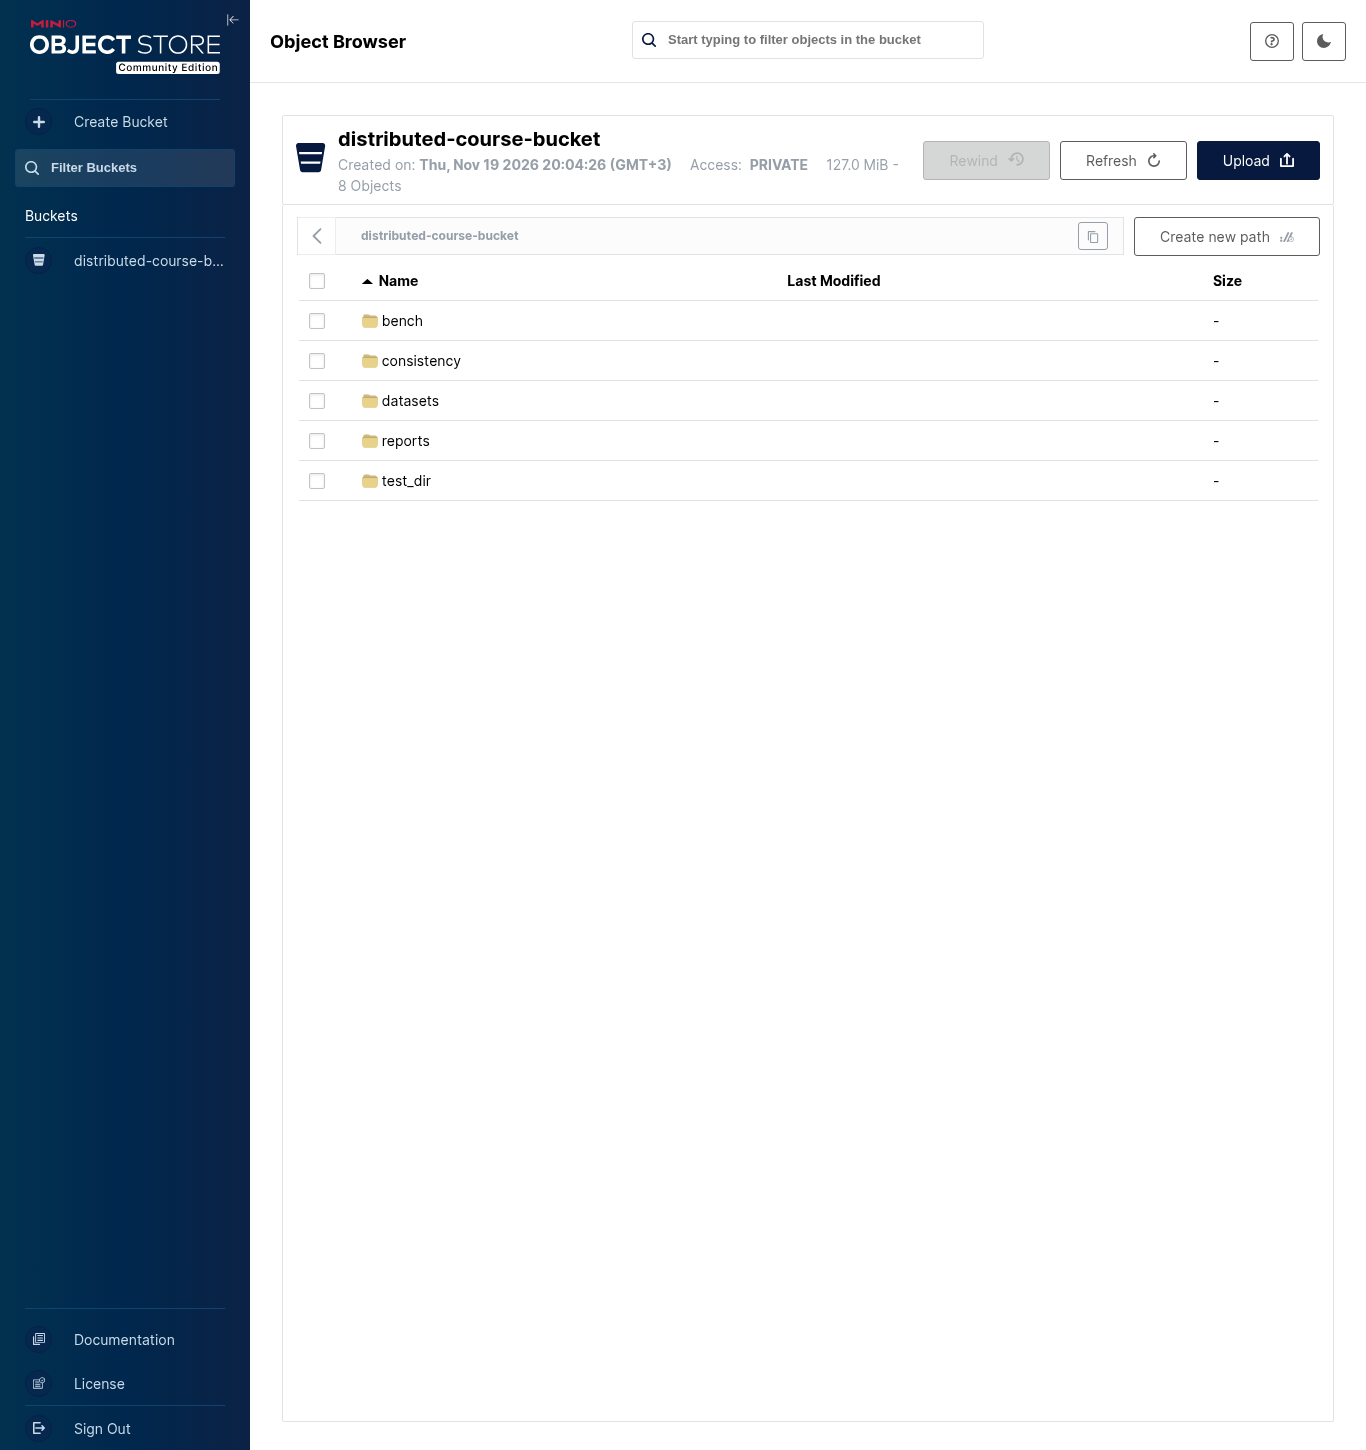 MINIO
OBJECT STORE
Community Edition
Create Bucket
Filter Buckets
Buckets
distributed-course-b...
Documentation
License
Sign Out
Object Browser
Start typing to filter objects in the bucket
distributed-course-bucket
Created on: Thu, Nov 19 2026 20:04:26 (GMT+3) Access: PRIVATE 127.0 MiB -
8 Objects
Rewind
Refresh
Upload
distributed-course-bucket
Create new path
Name Last Modified Size
bench -
consistency -
datasets -
reports -
test_dir -